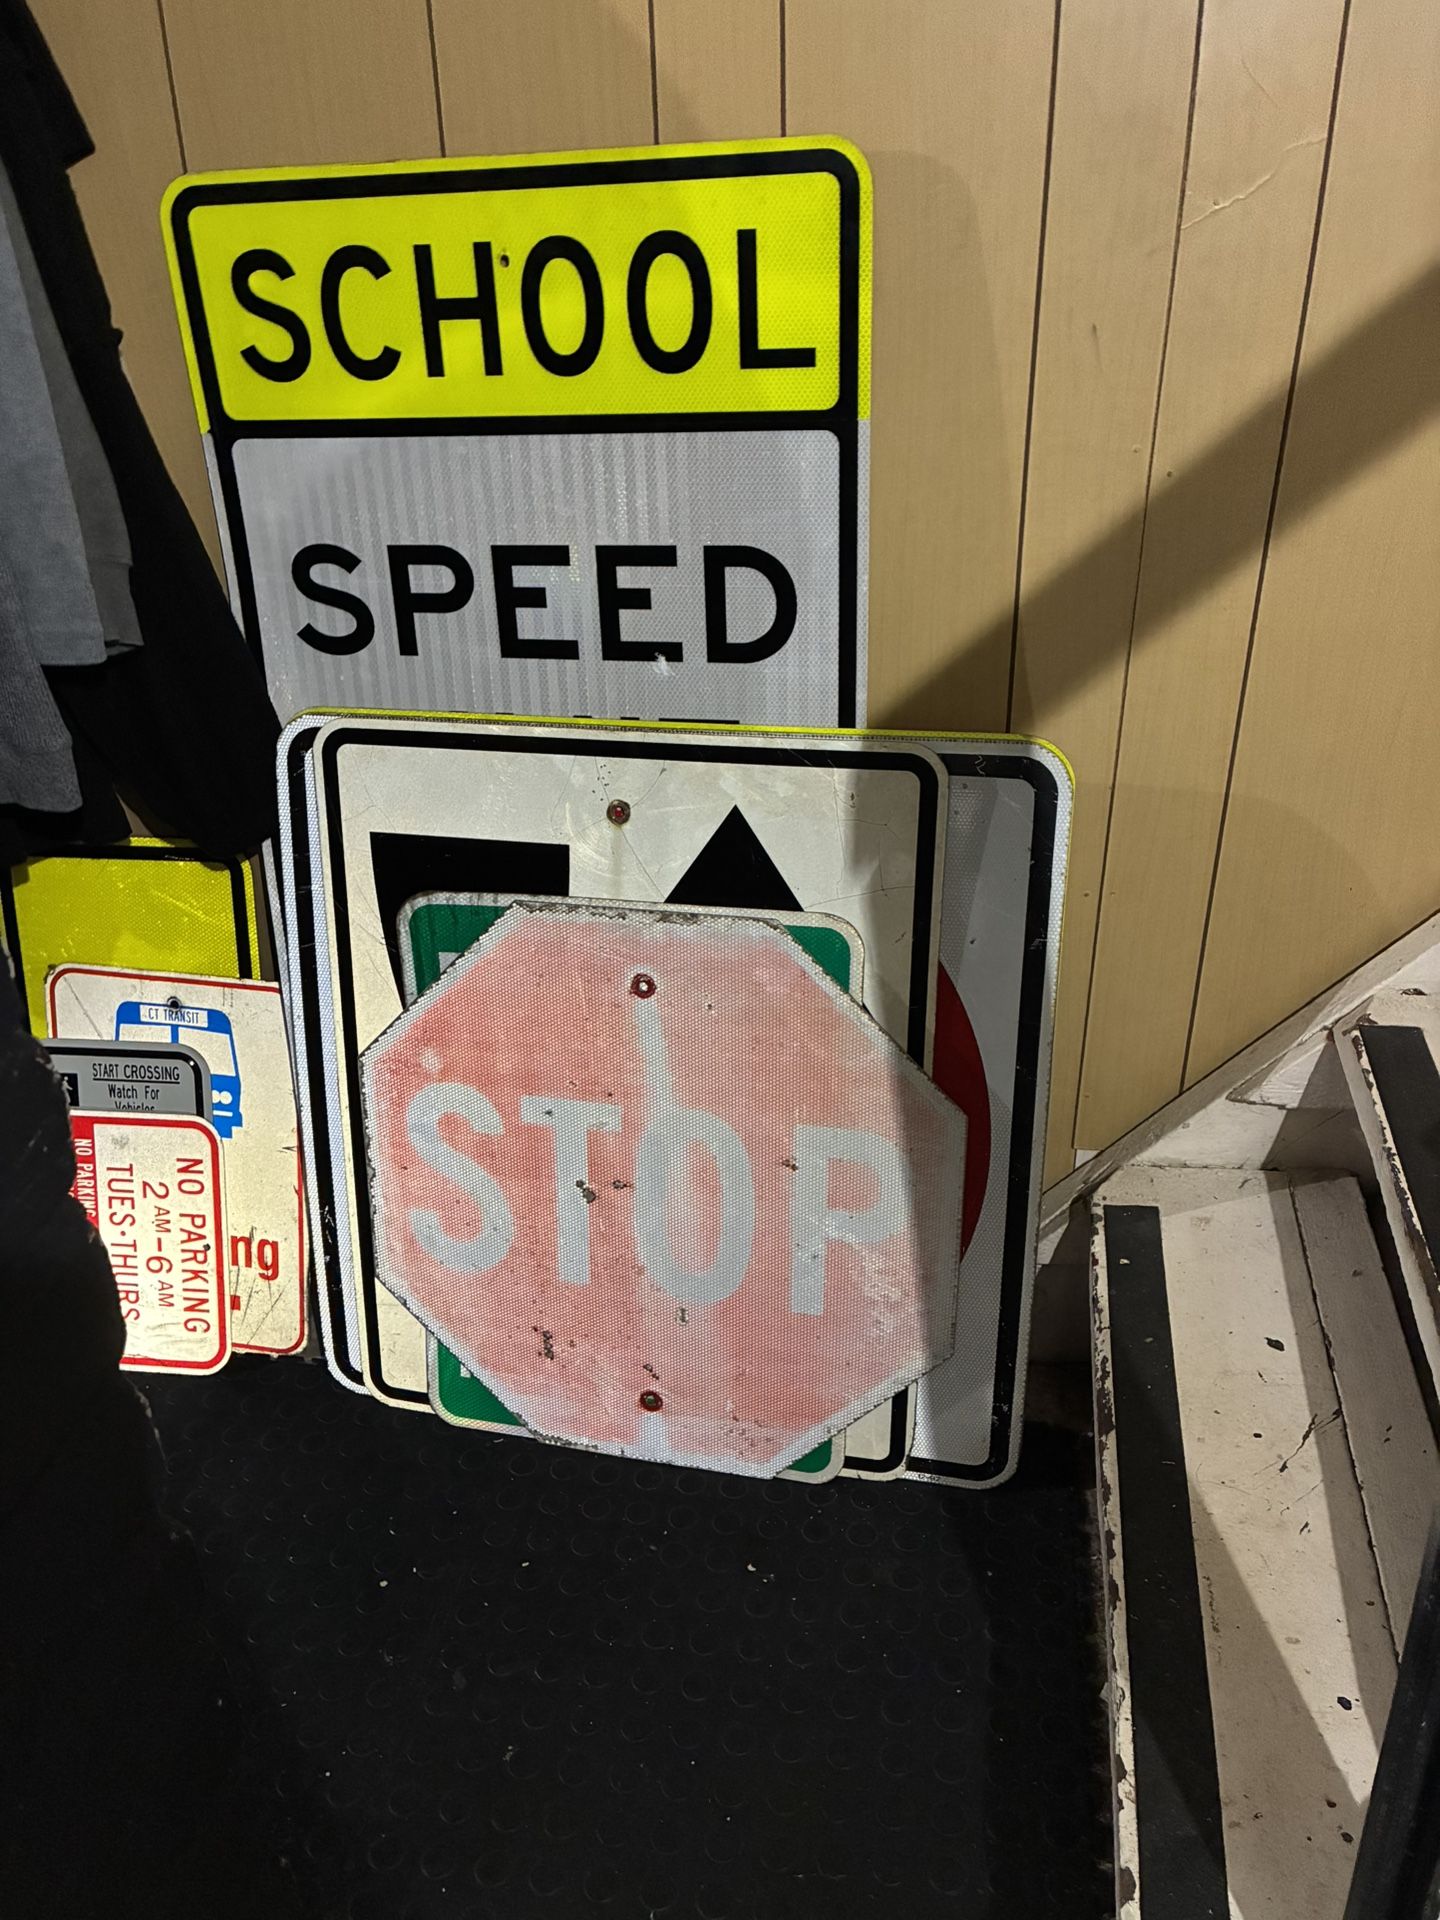 SCHOOL
SPEED
STOP
CT TRANSIT
START CROSSING
Watch For
Vehicles
ng
NO PARKING
2 AM-6 AM
TUES•THURS
NO PARKING